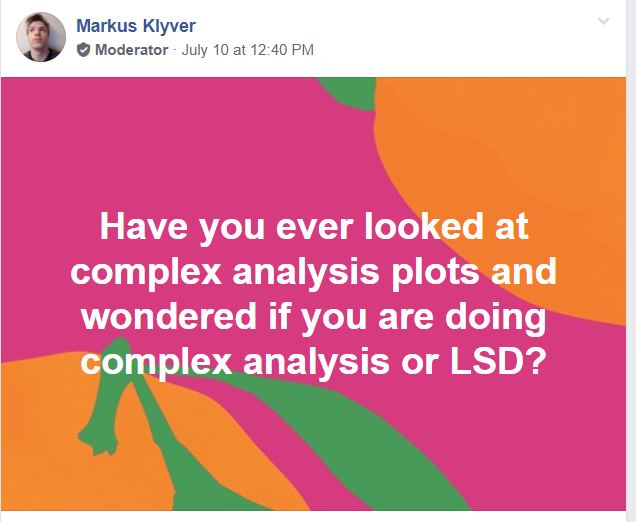 Markus Klyver
Moderator · July 10 at 12:40 PM
Have you ever looked at
complex analysis plots and
wondered if you are doing
complex analysis or LSD?